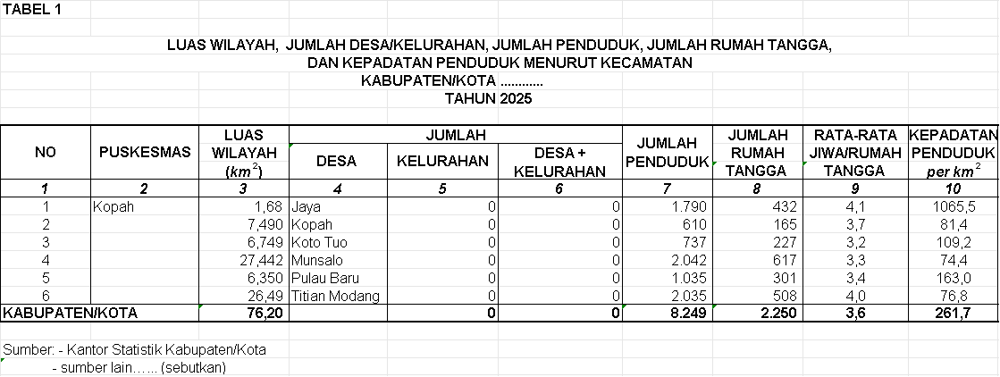 TABEL 1
LUAS WILAYAH, JUMLAH DESA/KELURAHAN, JUMLAH PENDUDUK, JUMLAH RUMAH TANGGA,
DAN KEPADATAN PENDUDUK MENURUT KECAMATAN
KABUPATEN/KOTA ............
TAHUN 2025
NO PUSKESMAS LUAS WILAYAH (km2) JUMLAH JUMLAH PENDUDUK JUMLAH RUMAH TANGGA RATA-RATA JIWA/RUMAH TANGGA KEPADATAN PENDUDUK per km2
DESA KELURAHAN DESA + KELURAHAN
1 2 3 4 5 6 7 8 9 10
1 Kopah 1,68 Jaya 0 0 1.790 432 4,1 1065,5
2 7,490 Kopah 0 0 610 165 3,7 81,4
3 6,749 Koto Tuo 0 0 737 227 3,2 109,2
4 27,442 Munsalo 0 0 2.042 617 3,3 74,4
5 6,350 Pulau Baru 0 0 1.035 301 3,4 163,0
6 26,49 Titian Modang 0 0 2.035 508 4,0 76,8
KABUPATEN/KOTA 76,20 0 0 8.249 2.250 3,6 261,7
Sumber: - Kantor Statistik Kabupaten/Kota
- sumber lain…... (sebutkan)